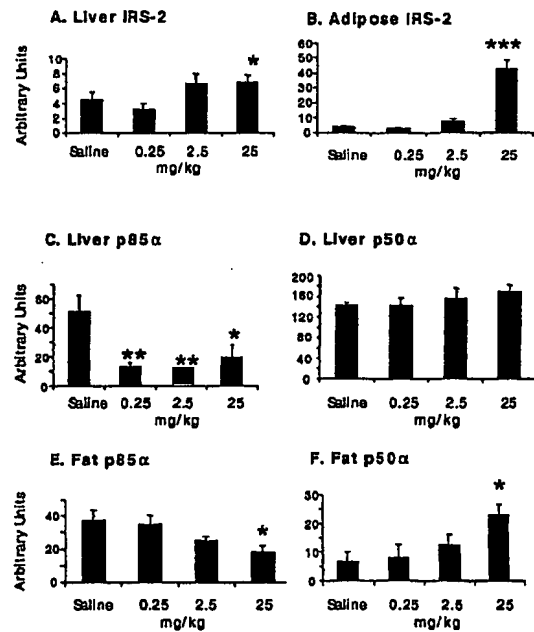 A. Liver IRS-2
Arbitrary Units
10
8
6
4
2
0
*
Saline 0.25 2.5 25
mg/kg
B. Adipose IRS-2
60
50
40
30
20
10
0
***
Saline 0.25 2.5 25
mg/kg
C. Liver p85α
Arbitrary Units
60
40
20
0
** ** *
Saline 0.25 2.5 25
mg/kg
D. Liver p50α
200
160
120
80
40
0
Saline 0.25 2.5 25
mg/kg
E. Fat p85α
Arbitrary Units
60
40
20
0
*
Saline 0.25 2.5 25
mg/kg
F. Fat p50α
30
20
10
0
*
Saline 0.25 2.5 25
mg/kg